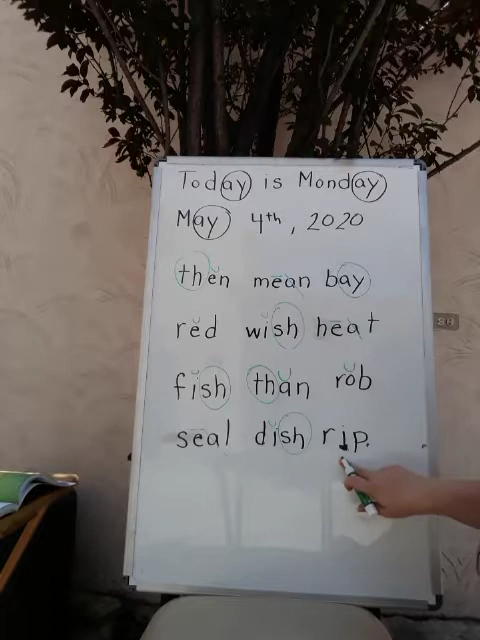 Today is Monday
May 4th, 2020
then mean bay
red wish heat
fish than rob
seal dish rip.